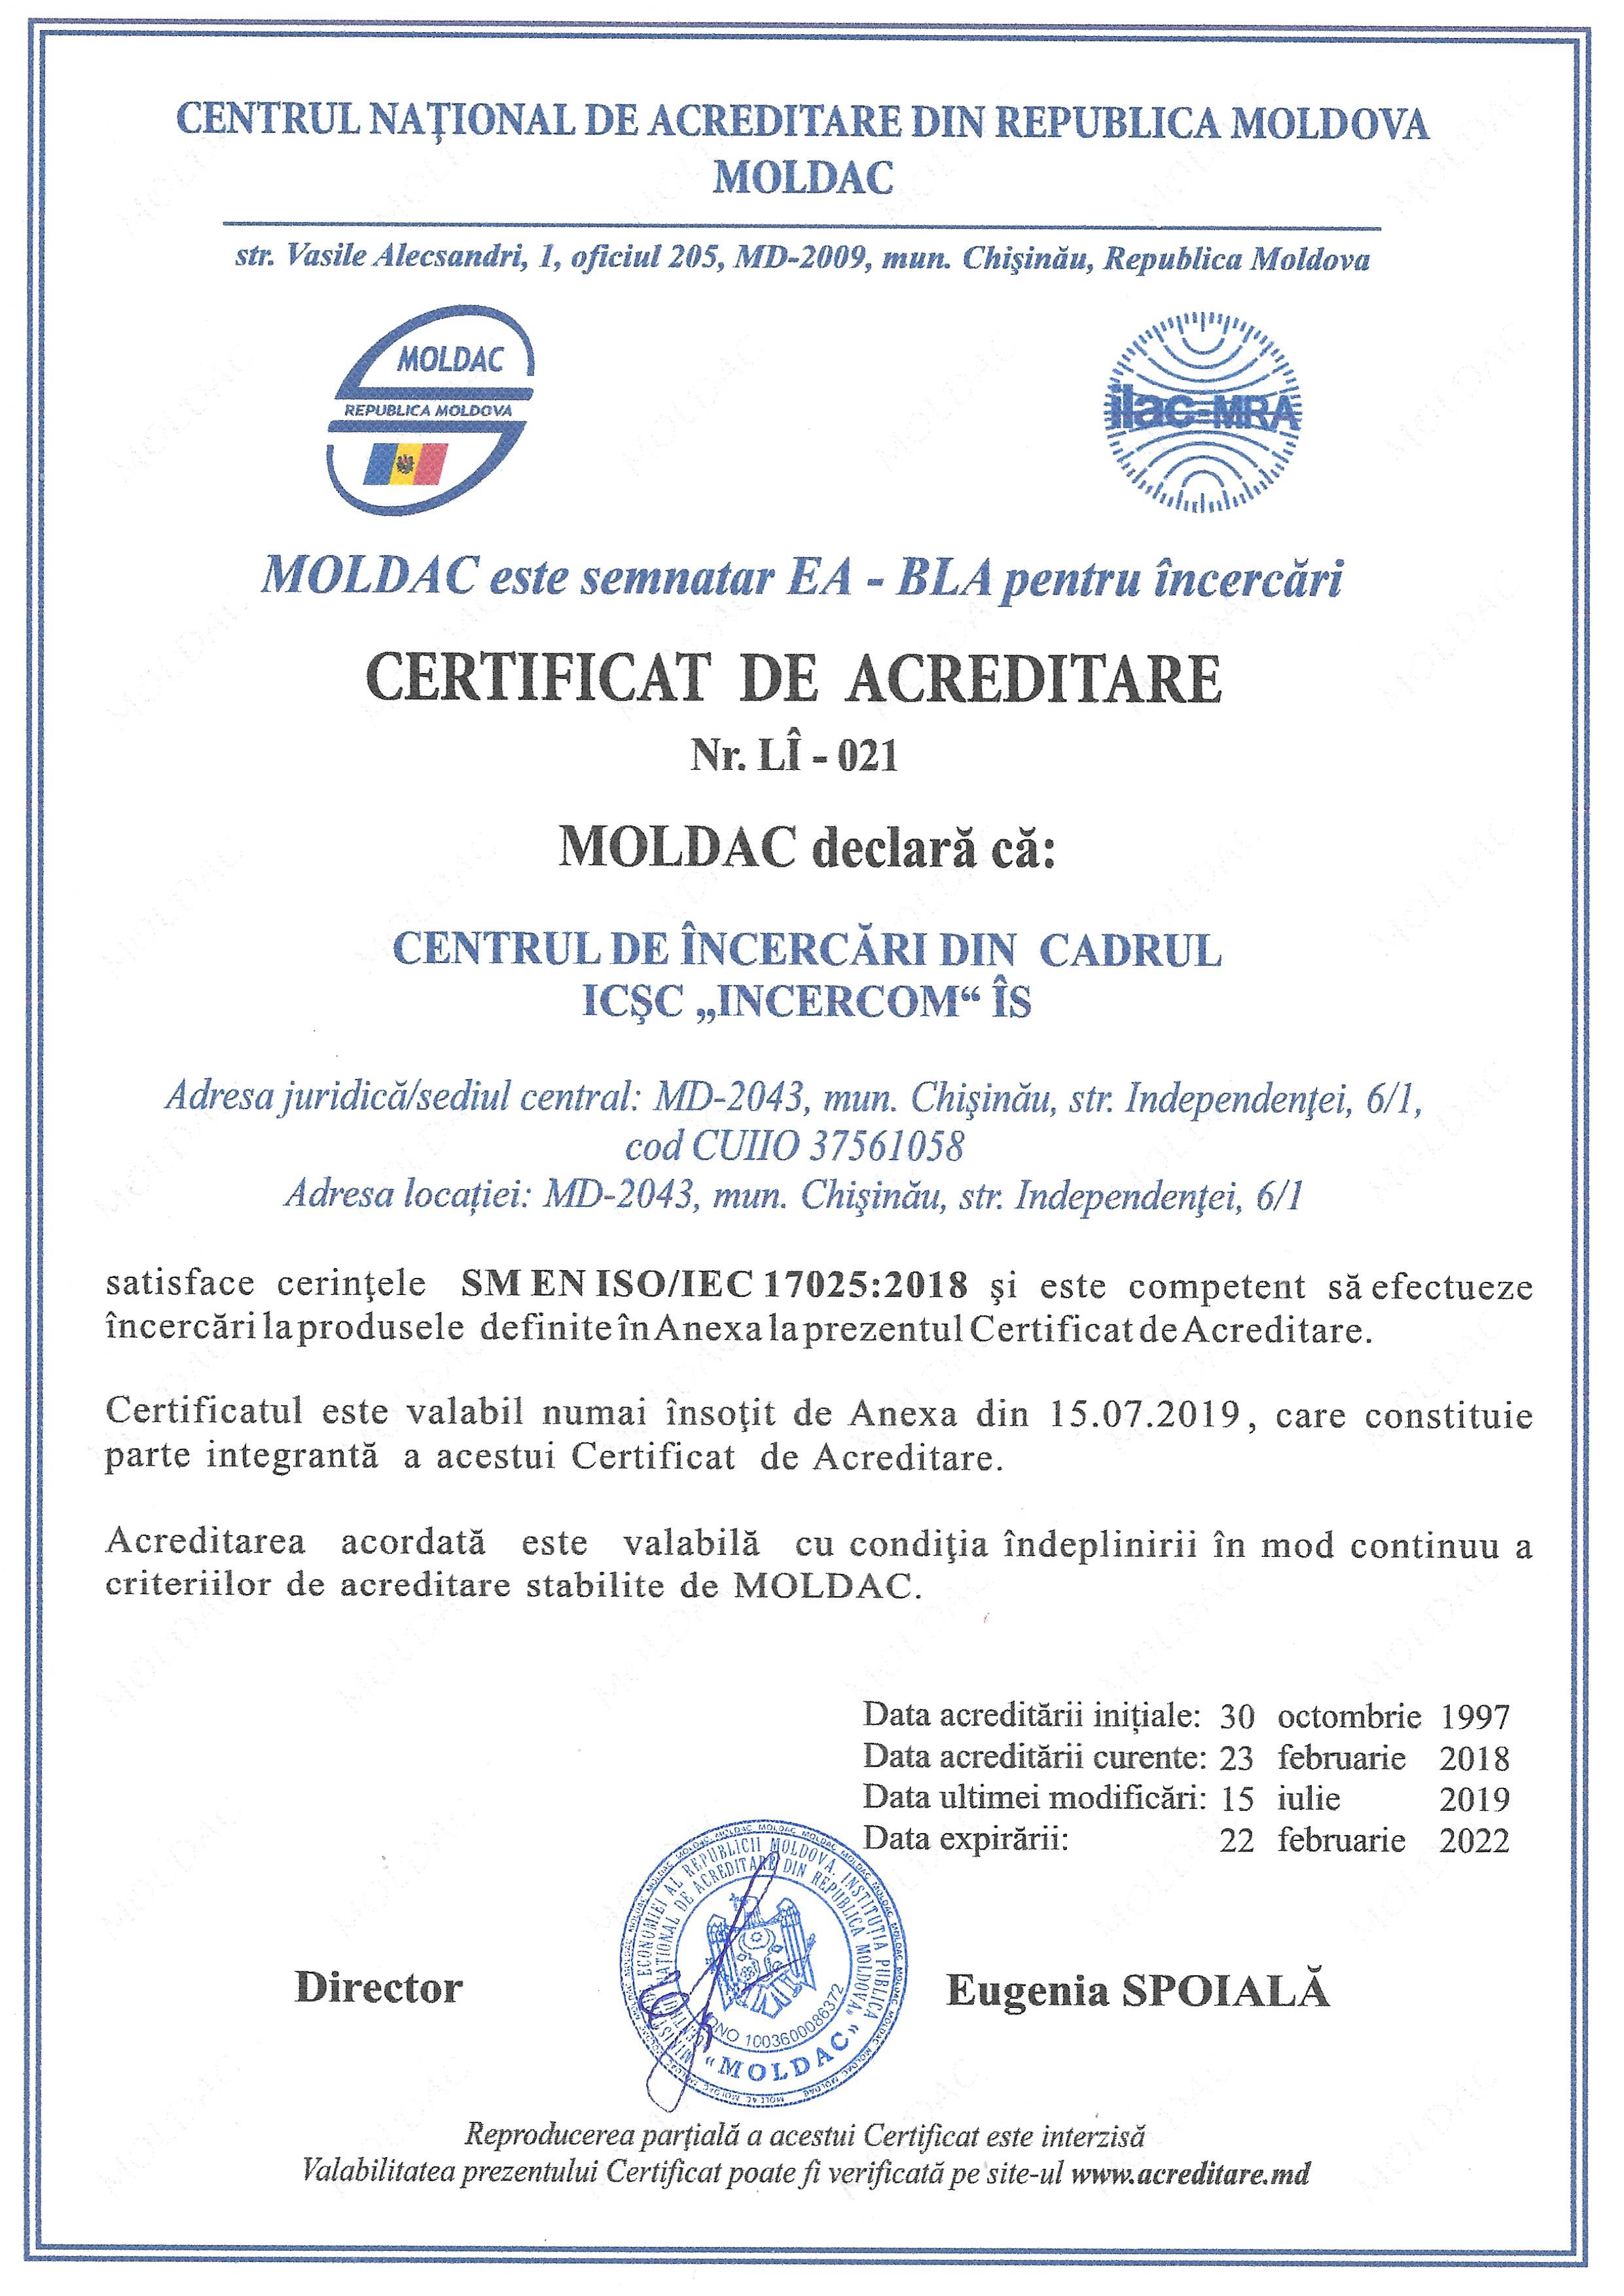 CENTRUL NAŢIONAL DE ACREDITARE DIN REPUBLICA MOLDOVA
MOLDAC
str. Vasile Alecsandri, 1, oficiul 205, MD-2009, mun. Chişinău, Republica Moldova
MOLDAC
REPUBLICA MOLDOVA
ilac-MRA
MOLDAC este semnatar EA - BLA pentru încercări
CERTIFICAT DE ACREDITARE
Nr. LÎ - 021
MOLDAC declară că:
CENTRUL DE ÎNCERCĂRI DIN CADRUL
ICŞC „INCERCOM“ ÎS
Adresa juridică/sediul central: MD-2043, mun. Chişinău, str. Independenţei, 6/1,
cod CUIIO 37561058
Adresa locației: MD-2043, mun. Chişinău, str. Independenţei, 6/1
satisface cerinţele SM EN ISO/IEC 17025:2018 şi este competent să efectueze
încercări la produsele definite în Anexa la prezentul Certificat de Acreditare.
Certificatul este valabil numai însoţit de Anexa din 15.07.2019, care constituie
parte integrantă a acestui Certificat de Acreditare.
Acreditarea acordată este valabilă cu condiţia îndeplinirii în mod continuu a
criteriilor de acreditare stabilite de MOLDAC.
Data acreditării inițiale: 30 octombrie 1997
Data acreditării curente: 23 februarie 2018
Data ultimei modificări: 15 iulie 2019
Data expirării: 22 februarie 2022
Director
ECONOMIEI AL REPUBLICII MOLDOVA. INSTITUTIA PUBLICA
NATIONAL DE ACREDITARE DIN REPUBLICA MOLDOVA
1003600086372
«MOLDAC»
Eugenia SPOIALĂ
Reproducerea parţială a acestui Certificat este interzisă
Valabilitatea prezentului Certificat poate fi verificată pe site-ul www.acreditare.md